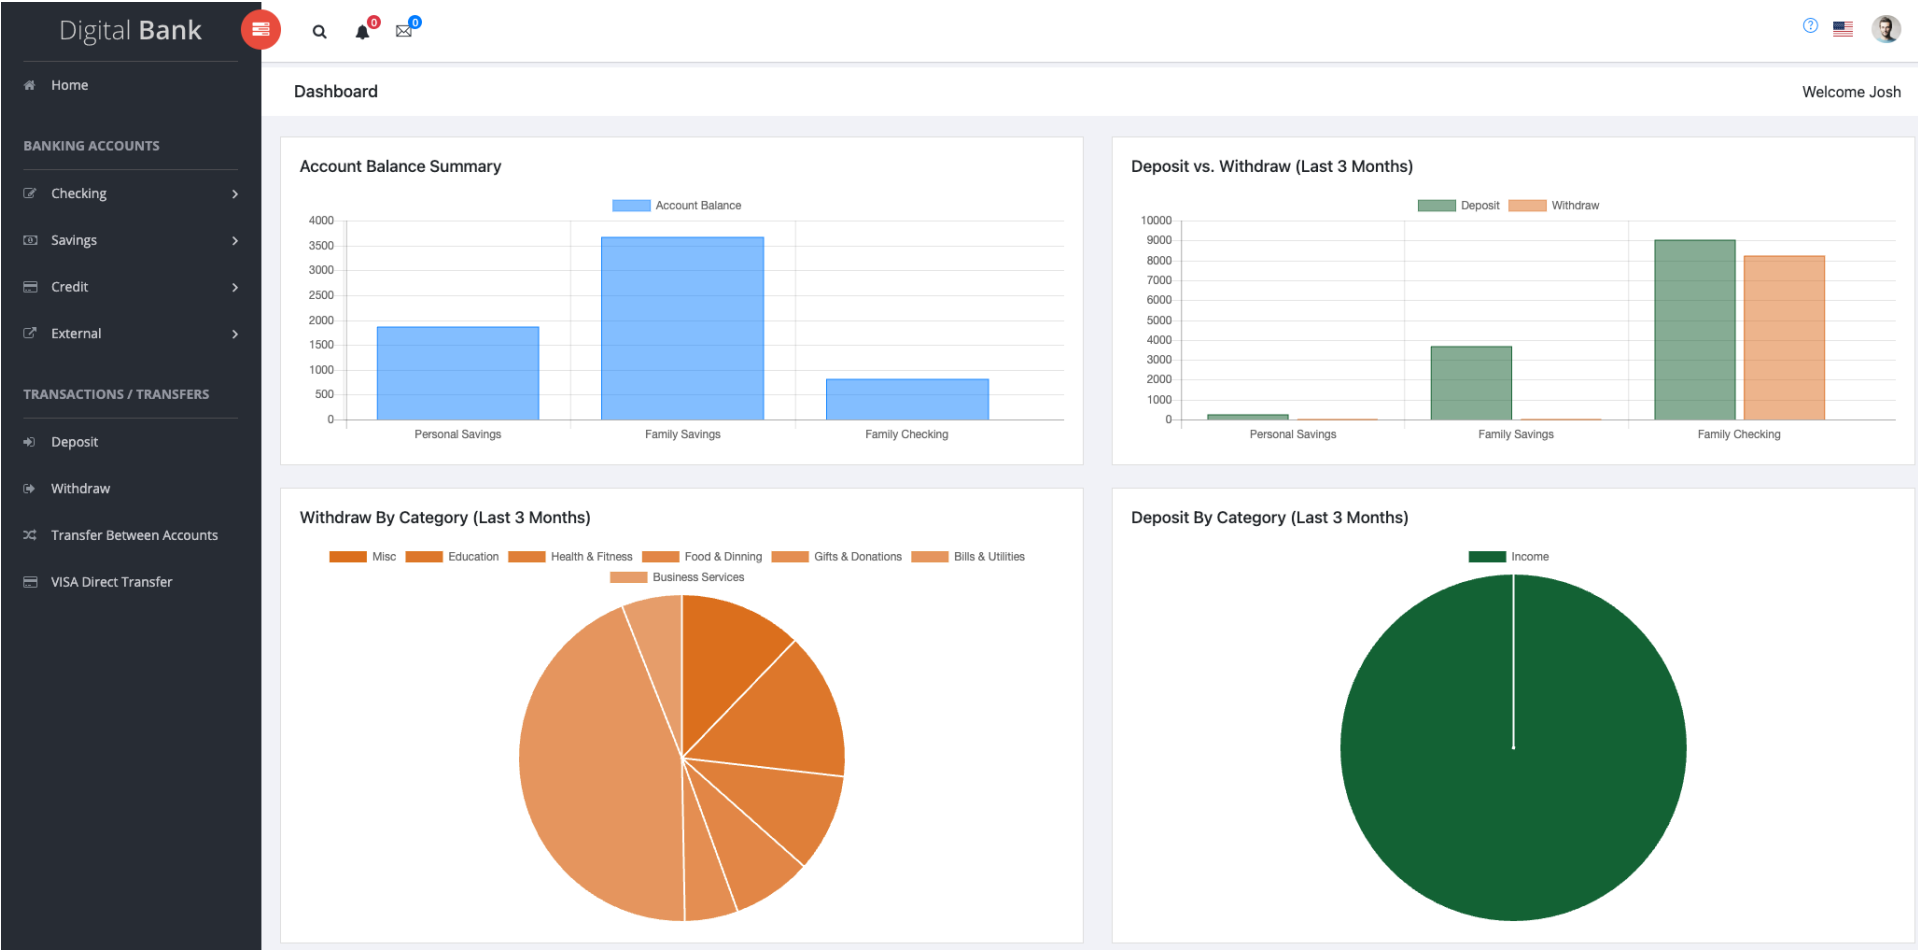 Digital Bank
0
0
Home
Dashboard
Welcome Josh
BANKING ACCOUNTS
Checking
Savings
Credit
External
TRANSACTIONS / TRANSFERS
Deposit
Withdraw
Transfer Between Accounts
VISA Direct Transfer
Account Balance Summary
Account Balance
4000
3500
3000
2500
2000
1500
1000
500
0
Personal Savings Family Savings Family Checking
Deposit vs. Withdraw (Last 3 Months)
Deposit Withdraw
10000
9000
8000
7000
6000
5000
4000
3000
2000
1000
0
Personal Savings Family Savings Family Checking
Withdraw By Category (Last 3 Months)
Misc Education Health & Fitness Food & Dinning Gifts & Donations Bills & Utilities
Business Services
Deposit By Category (Last 3 Months)
Income